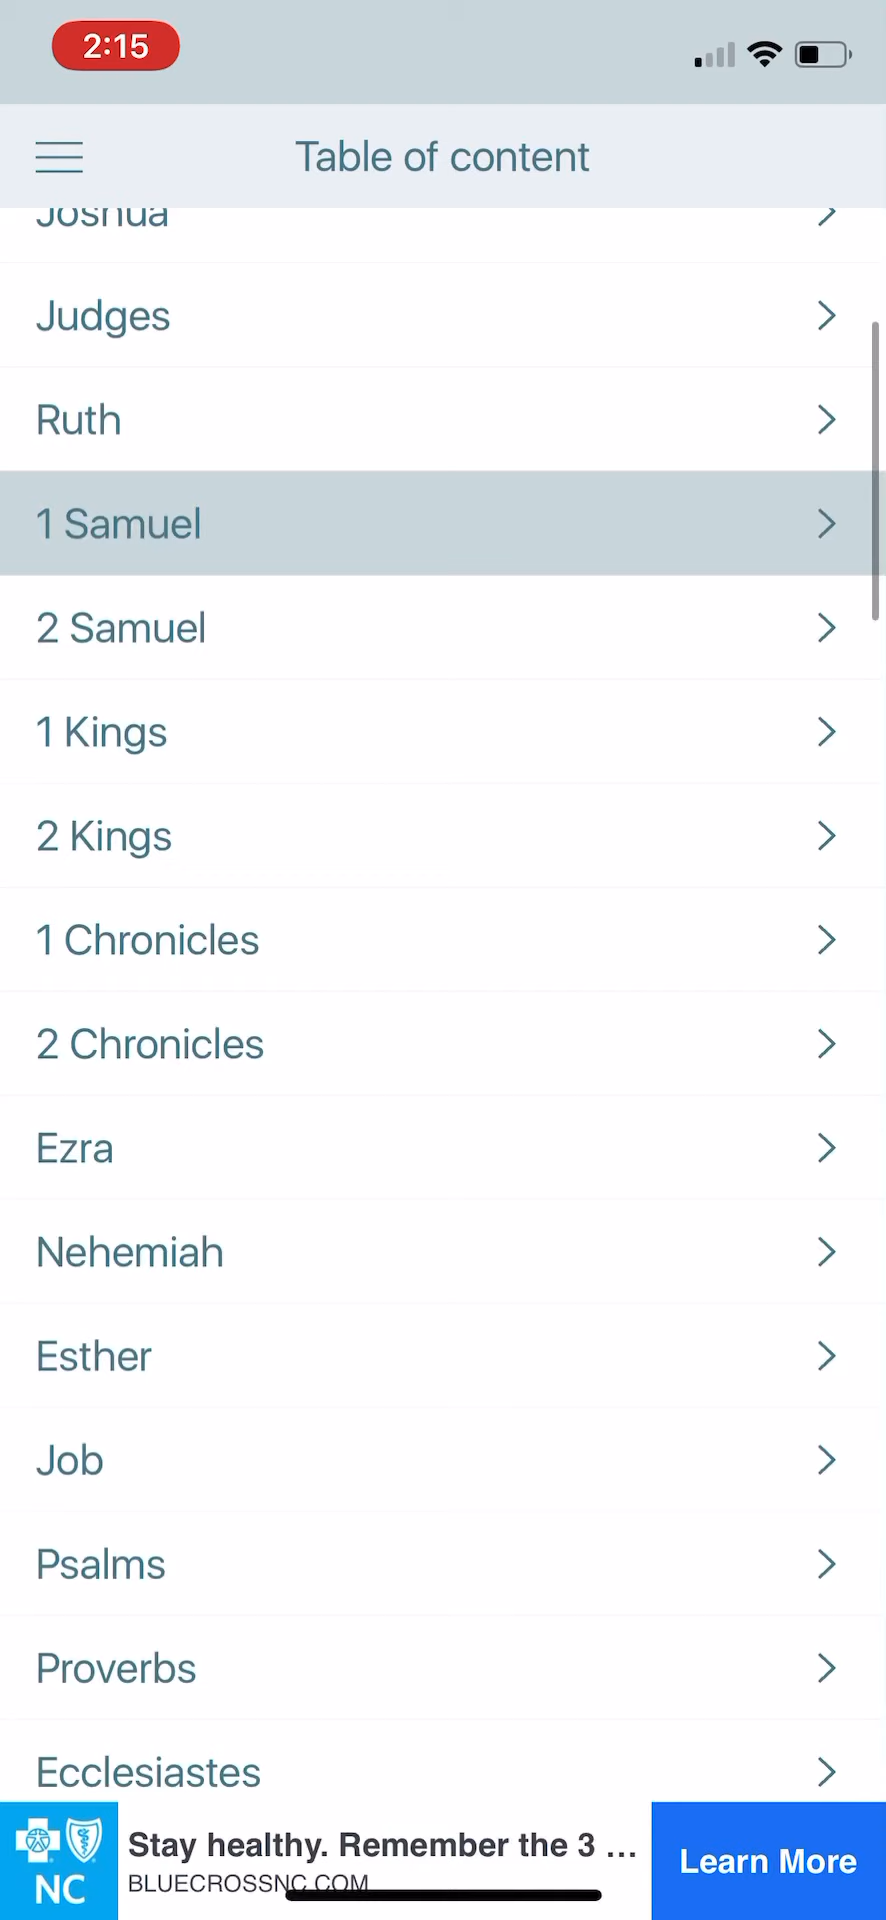 2:15
Table of content
Joshua
Judges
Ruth
1 Samuel
2 Samuel
1 Kings
2 Kings
1 Chronicles
2 Chronicles
Ezra
Nehemiah
Esther
Job
Psalms
Proverbs
Ecclesiastes
Stay healthy. Remember the 3 ...
BLUECROSSNC.COM
NC
Learn More